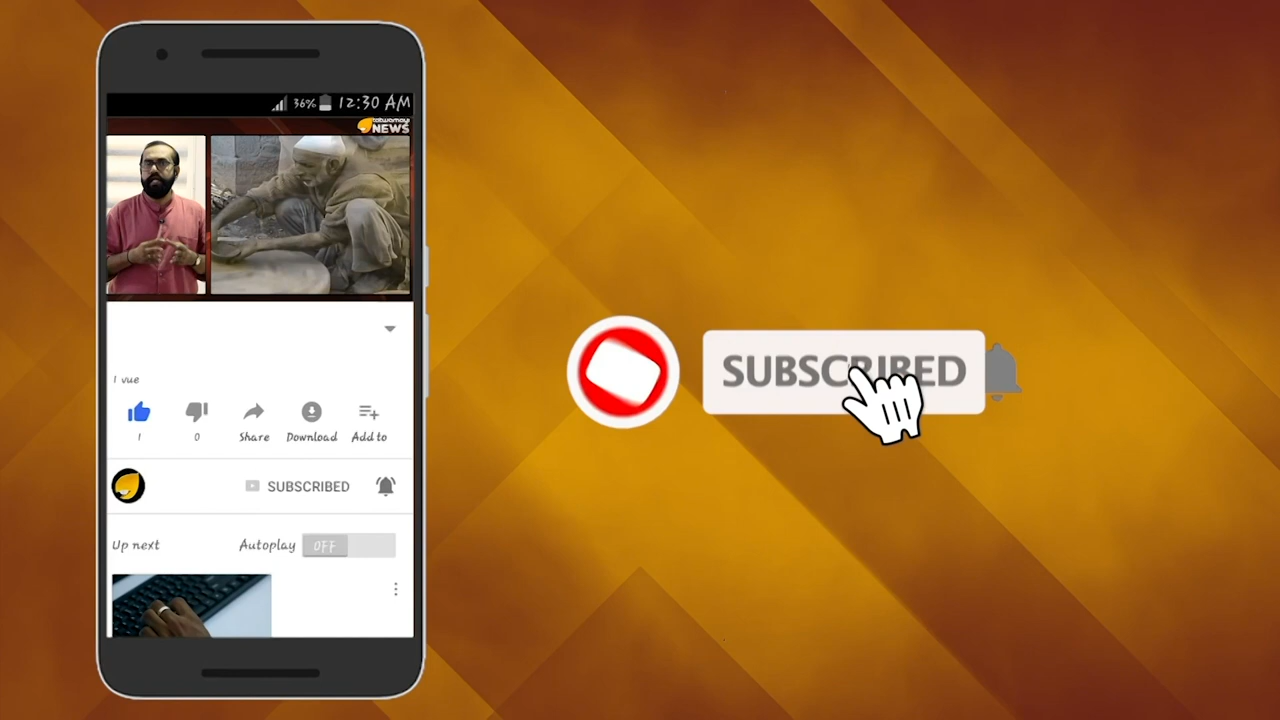 36% 12:30 AM
tatwamayi
NEWS
1 vue
1
0
Share
Download
Add to
SUBSCRIBED
Up next
Autoplay
OFF
SUBSCRIBED